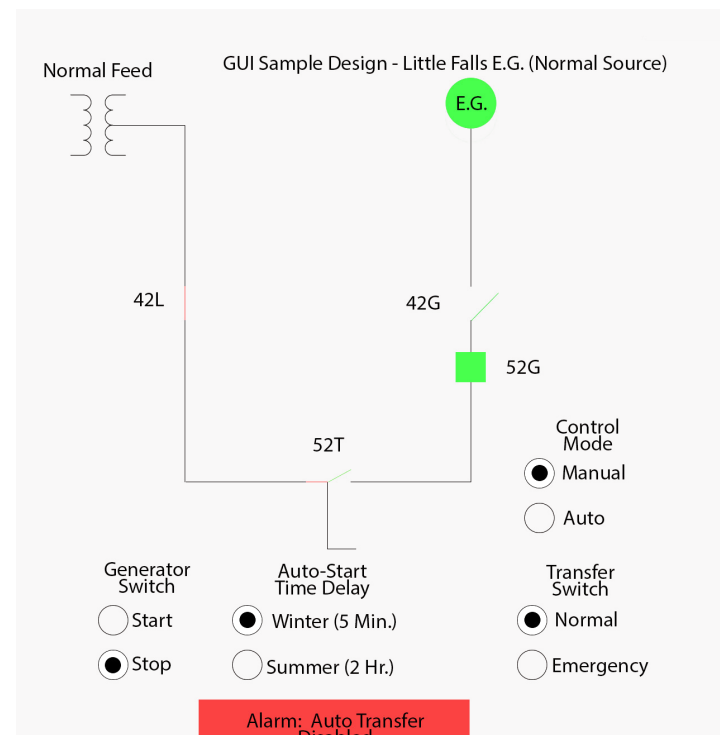 GUI Sample Design - Little Falls E.G. (Normal Source)
Normal Feed
E.G.
42L
42G
52G
52T
Control
Mode
Manual
Auto
Generator
Switch
Start
Stop
Auto-Start
Time Delay
Winter (5 Min.)
Summer (2 Hr.)
Transfer
Switch
Normal
Emergency
Alarm: Auto Transfer
Disabled